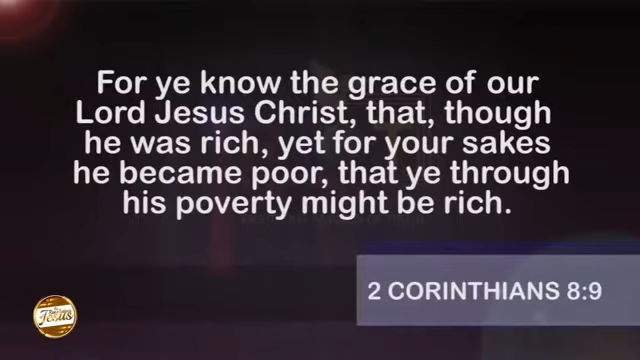 For ye know the grace of our
Lord Jesus Christ, that, though
he was rich, yet for your sakes
he became poor, that ye through
his poverty might be rich.
2 CORINTHIANS 8:9
Jesus